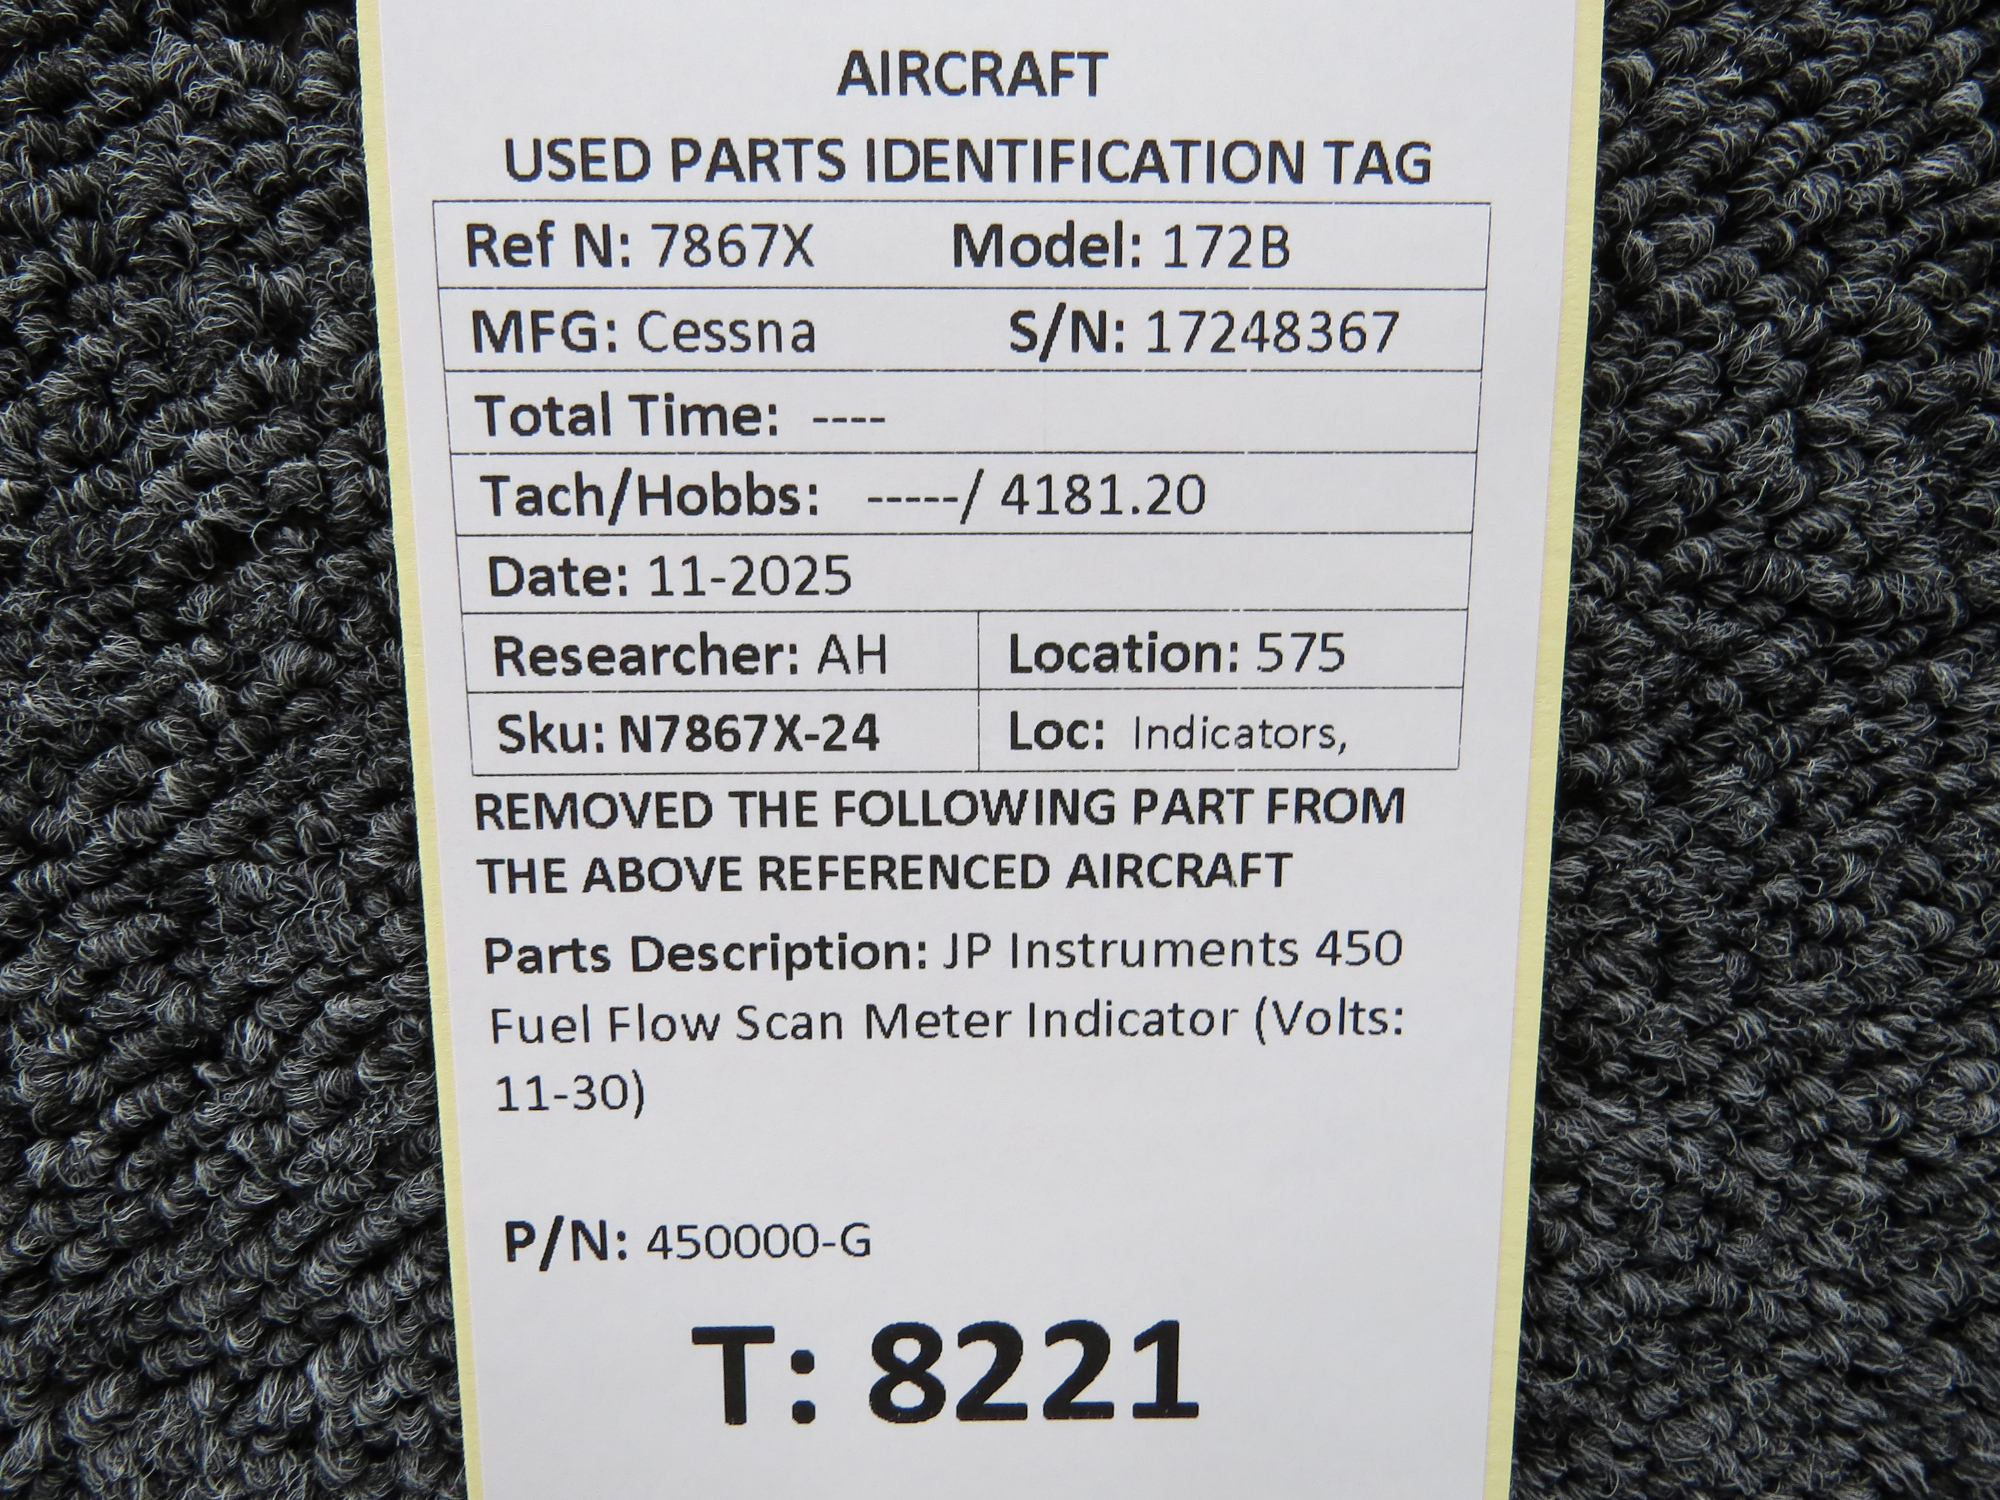 AIRCRAFT
USED PARTS IDENTIFICATION TAG
Ref N: 7867X Model: 172B
MFG: Cessna S/N: 17248367
Total Time: ----
Tach/Hobbs: -----/ 4181.20
Date: 11-2025
Researcher: AH Location: 575
Sku: N7867X-24 Loc: Indicators,
REMOVED THE FOLLOWING PART FROM
THE ABOVE REFERENCED AIRCRAFT
Parts Description: JP Instruments 450
Fuel Flow Scan Meter Indicator (Volts:
11-30)
P/N: 450000-G
T: 8221